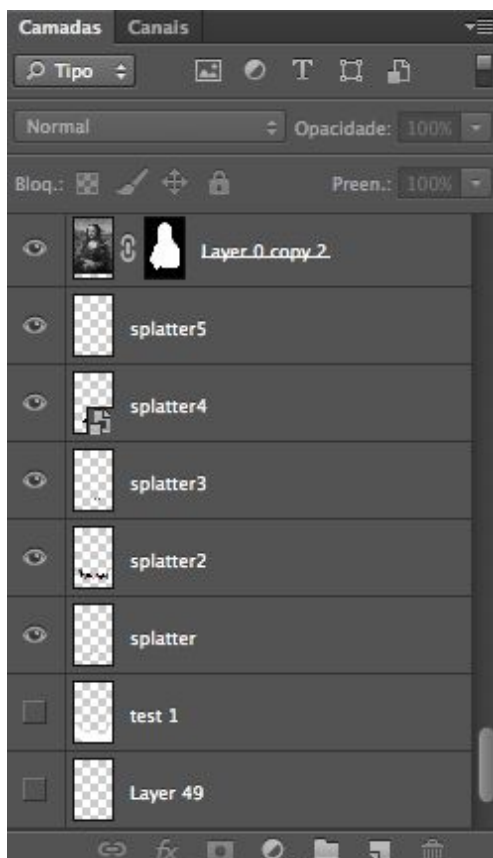 Camadas Canais
Tipo
Normal Opacidade: 100%
Bloq.: Preen.: 100%
Layer 0 copy 2
splatter5
splatter4
splatter3
splatter2
splatter
test 1
Layer 49
fx